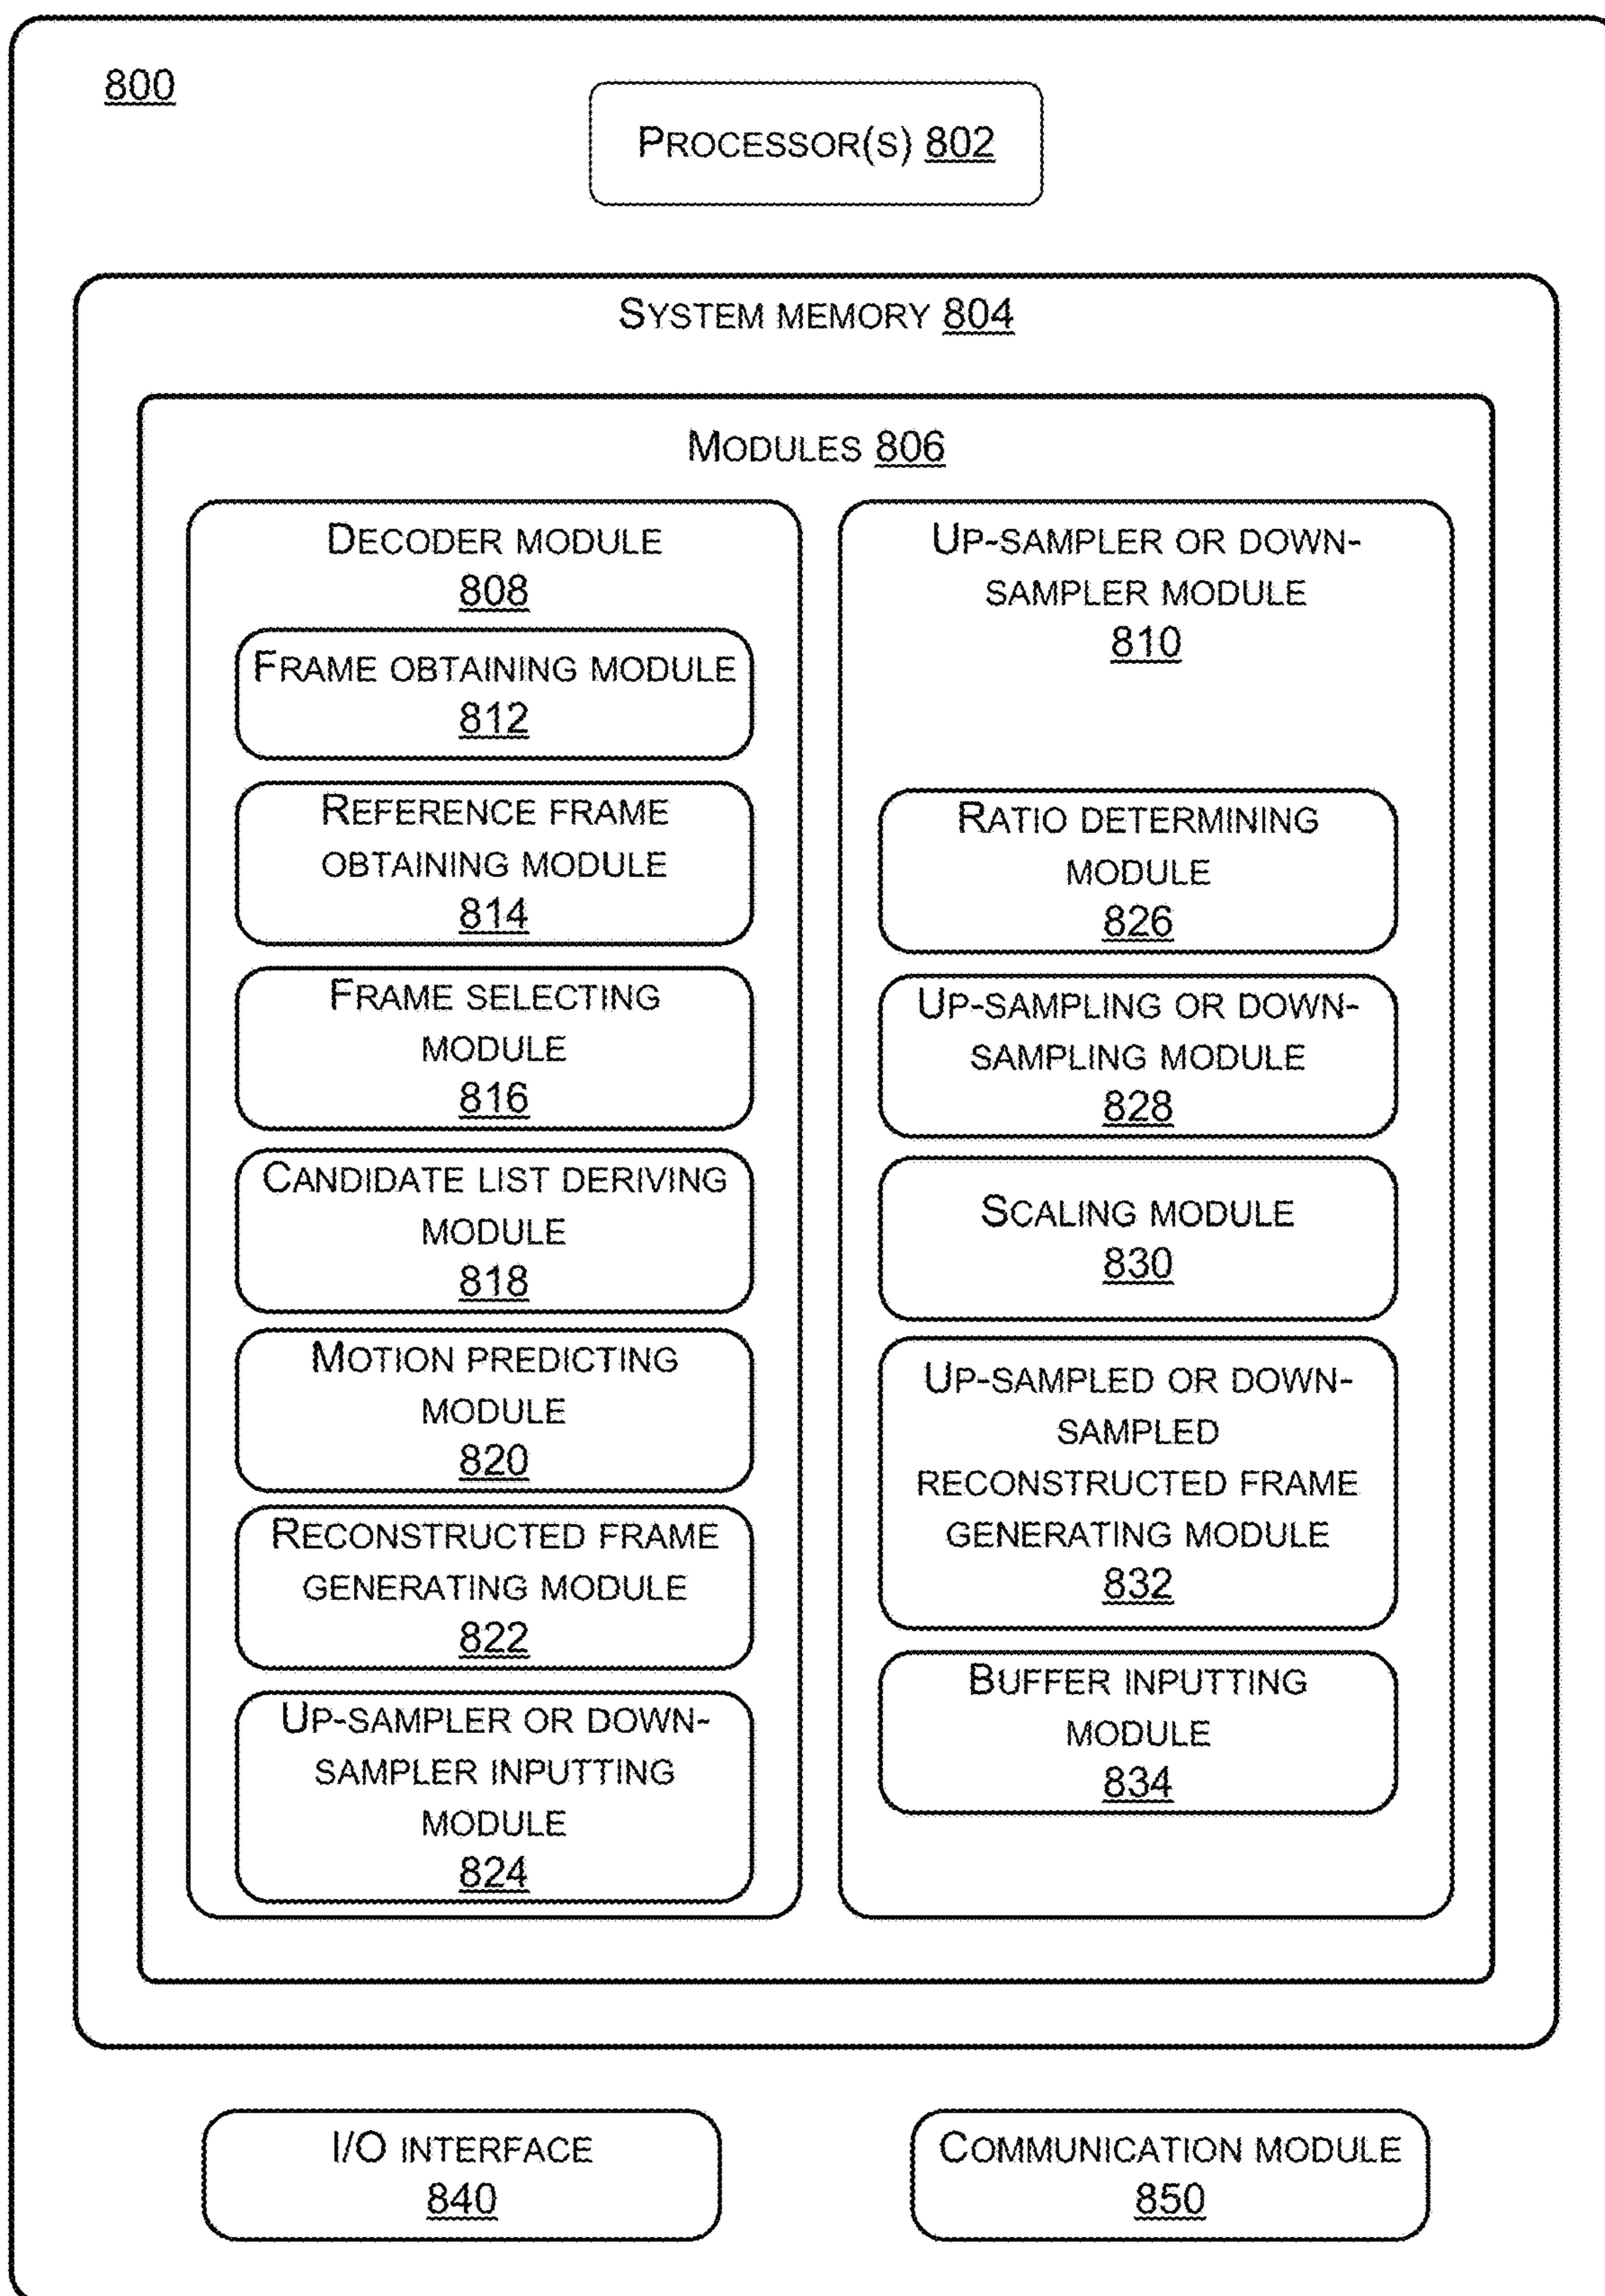 800
PROCESSOR(S) 802
SYSTEM MEMORY 804
MODULES 806
DECODER MODULE
808
FRAME OBTAINING MODULE
812
REFERENCE FRAME
OBTAINING MODULE
814
FRAME SELECTING
MODULE
816
CANDIDATE LIST DERIVING
MODULE
818
MOTION PREDICTING
MODULE
820
RECONSTRUCTED FRAME
GENERATING MODULE
822
UP-SAMPLER OR DOWN-
SAMPLER INPUTTING
MODULE
824
UP-SAMPLER OR DOWN-
SAMPLER MODULE
810
RATIO DETERMINING
MODULE
826
UP-SAMPLING OR DOWN-
SAMPLING MODULE
828
SCALING MODULE
830
UP-SAMPLED OR DOWN-
SAMPLED
RECONSTRUCTED FRAME
GENERATING MODULE
832
BUFFER INPUTTING
MODULE
834
I/O INTERFACE
840
COMMUNICATION MODULE
850